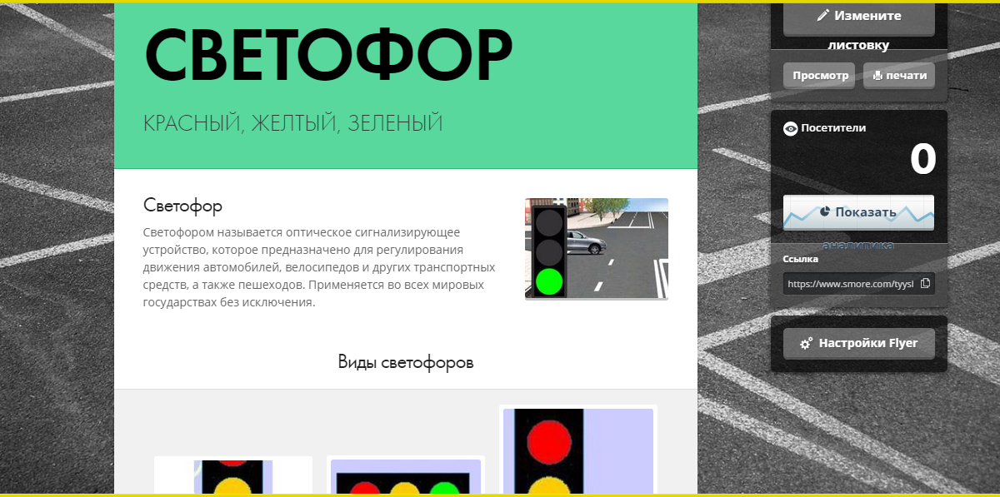 СВЕТОФОР
КРАСНЫЙ, ЖЕЛТЫЙ, ЗЕЛЕНЫЙ
Светофор
Светофором называется оптическое сигнализирующее
устройство, которое предназначено для регулирования
движения автомобилей, велосипедов и других транспортных
средств, а также пешеходов. Применяется во всех мировых
государствах без исключения.
Виды светофоров
Измените
листовку
Просмотр
печати
Посетители
0
Показать
аналитика
Ссылка
https://www.smore.com/tyysl
Настройки Flyer